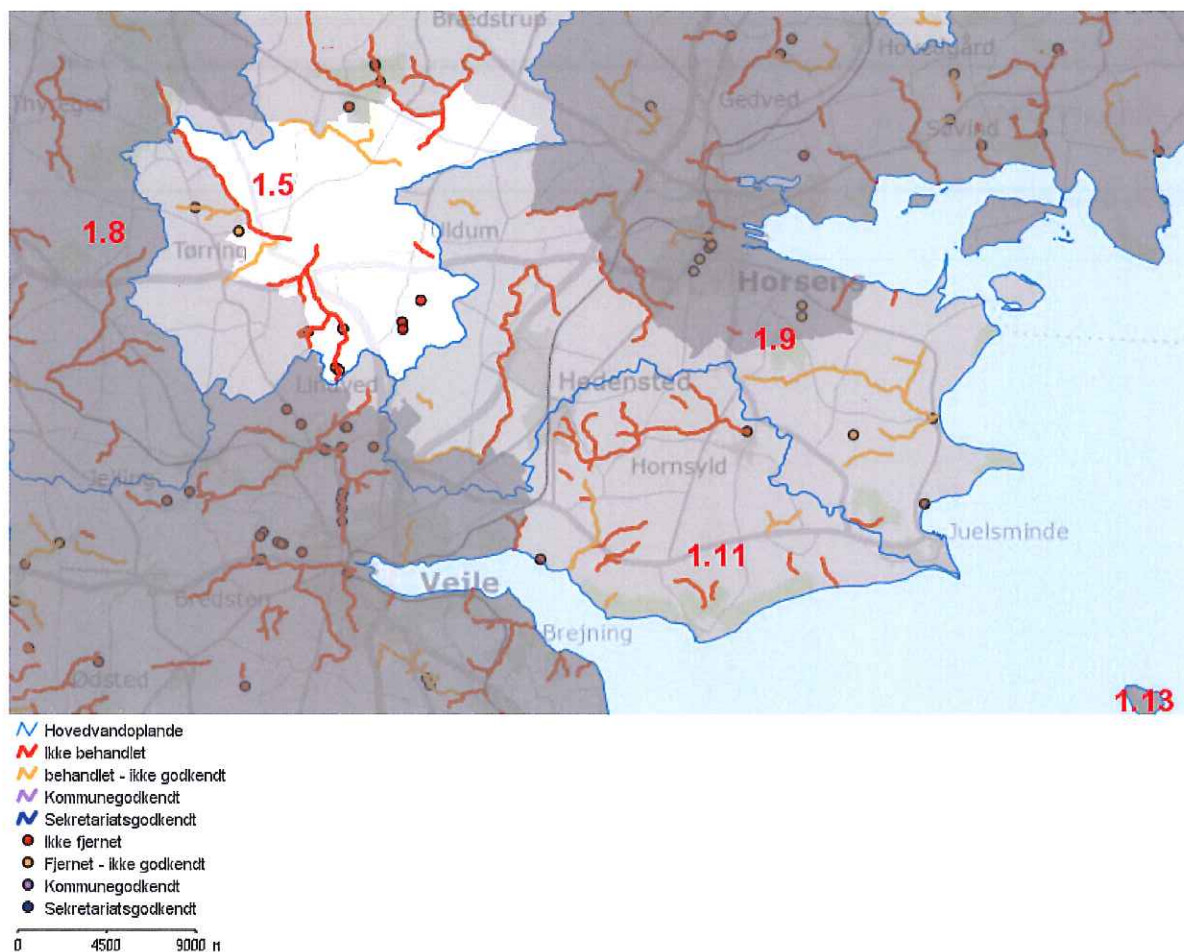 Brædstrup
Hovedgård
Thyregod
Gedved
Søvind
1.5
1.8
Uldum
Tørring
Horsens
1.9
Lindved
Hedensted
Hornsyld
Jelling
Juelsminde
1.11
Vejle
Bredsten
Brejning
Ødsted
1.13
Hovedvandoplande
Ikke behandlet
behandlet - ikke godkendt
Kommunegodkendt
Sekretariatsgodkendt
Ikke fjernet
Fjernet - ikke godkendt
Kommunegodkendt
Sekretariatsgodkendt
0 4500 9000 m